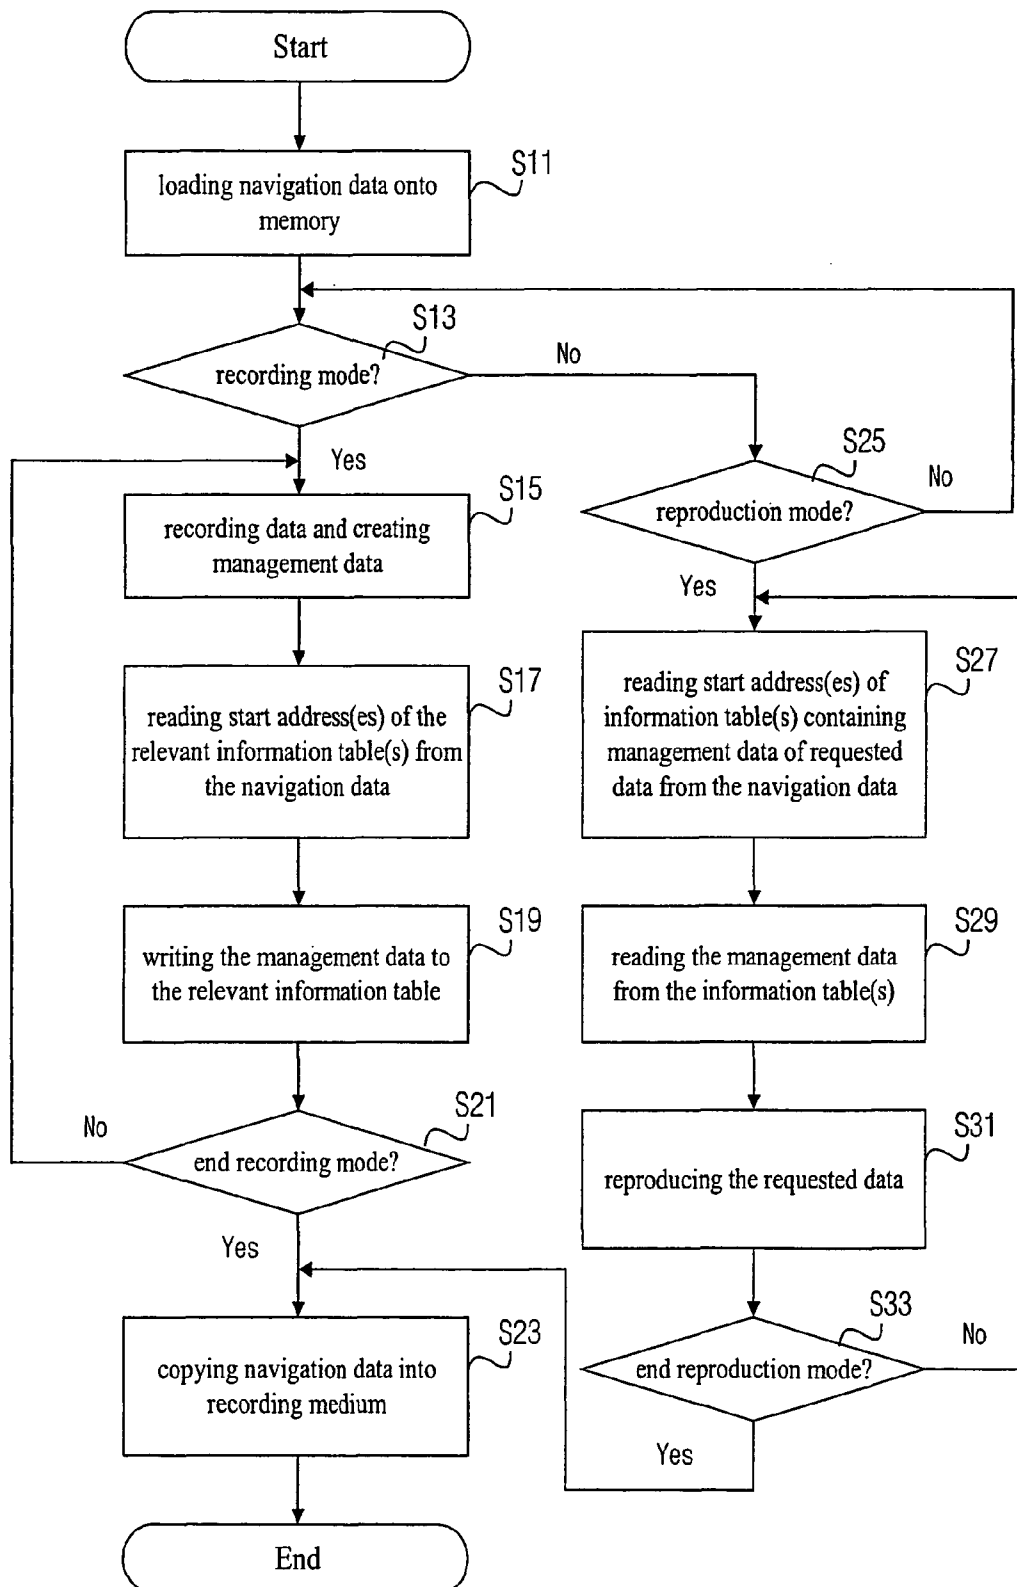 Start
S11
loading navigation data onto
memory
S13
recording mode?
No
Yes
S25
reproduction mode?
No
Yes
S15
recording data and creating
management data
S17
reading start address(es) of the
relevant information table(s) from
the navigation data
S27
reading start address(es) of
information table(s) containing
management data of requested
data from the navigation data
S19
writing the management data to
the relevant information table
S29
reading the management data
from the information table(s)
S21
end recording mode?
No
Yes
S31
reproducing the requested data
S33
end reproduction mode?
No
Yes
S23
copying navigation data into
recording medium
End